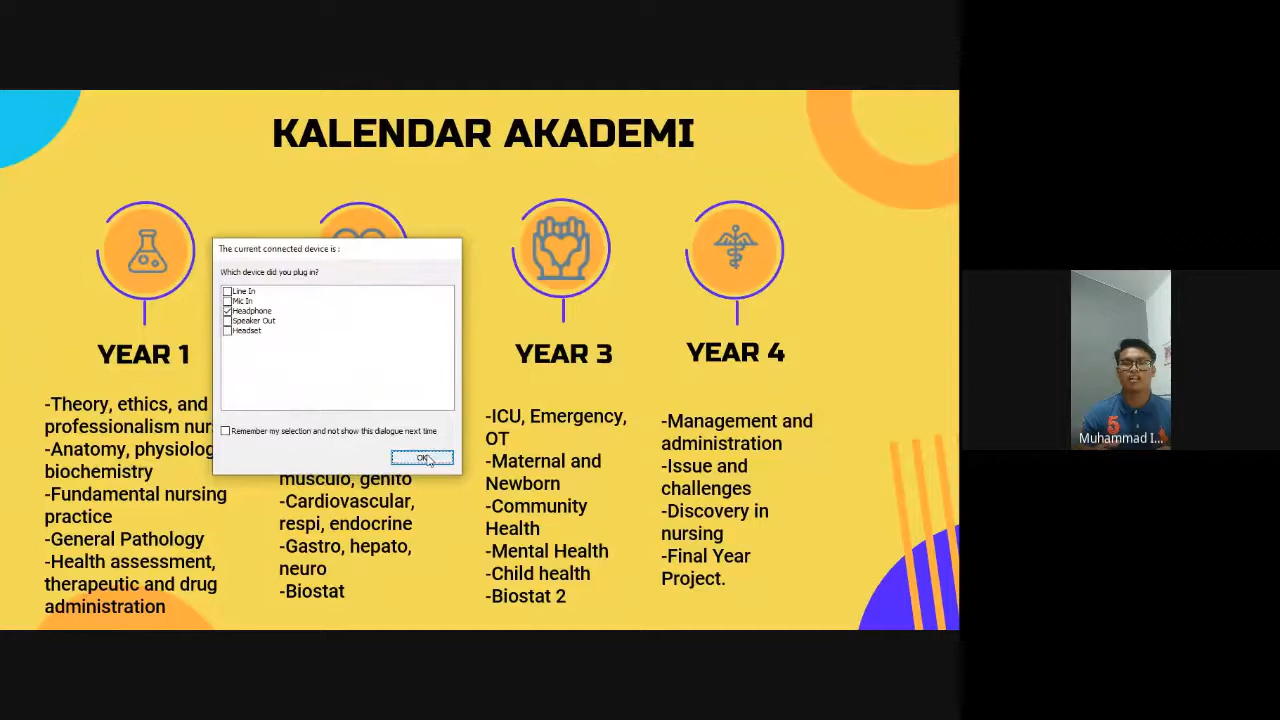 KALENDAR AKADEMI
The current connected device is :
Which device did you plug in?
Line In
Mic In
Headphone
Speaker Out
Headset
Remember my selection and not show this dialogue next time
OK
YEAR 1
-Theory, ethics, and
professionalism nur
-Anatomy, physiolog
biochemistry
-Fundamental nursing
practice
-General Pathology
-Health assessment,
therapeutic and drug
administration
musculo, genito
-Cardiovascular,
respi, endocrine
-Gastro, hepato,
neuro
-Biostat
YEAR 3
-ICU, Emergency,
OT
-Maternal and
Newborn
-Community
Health
-Mental Health
-Child health
-Biostat 2
YEAR 4
-Management and
administration
-Issue and
challenges
-Discovery in
nursing
-Final Year
Project.
5
Muhammad I...